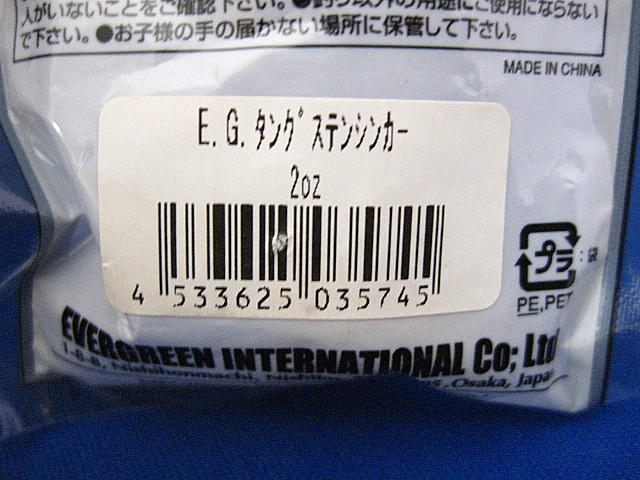 人がいないことをご確認下さい。●釣り以外の用途にご使用にならない
で下さい。●お子様の手の届かない場所に保管して下さい。
MADE IN CHINA
E.G.タングステンシンカー
2oz
4 533625 035745
プラ
PE,PET
EVERGREEN INTERNATIONAL Co; Ltd
Nishihonmachi, Osaka, Japa